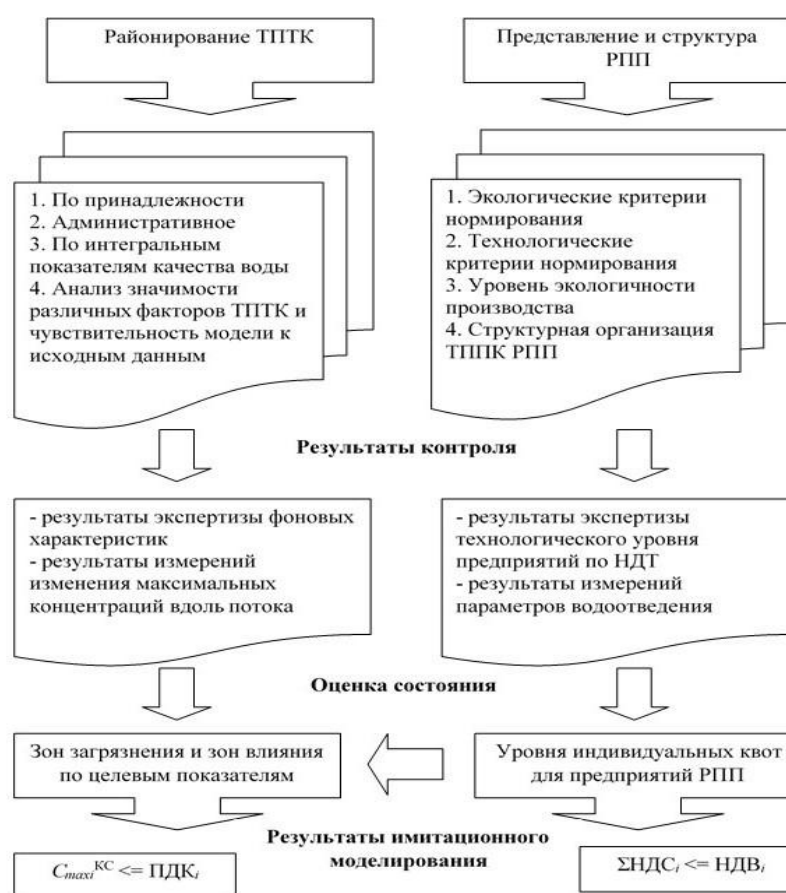 Районирование ТПТК
Представление и структура
РПП
1. По принадлежности
2. Административное
3. По интегральным
показателям качества воды
4. Анализ значимости
различных факторов ТПТК и
чувствительность модели к
исходным данным
1. Экологические критерии
нормирования
2. Технологические
критерии нормирования
3. Уровень экологичности
производства
4. Структурная организация
ТППК РПП
Результаты контроля
- результаты экспертизы фоновых
характеристик
- результаты измерений
изменения максимальных
концентраций вдоль потока
- результаты экспертизы
технологического уровня
предприятий по НДТ
- результаты измерений
параметров водоотведения
Оценка состояния
Зон загрязнения и зон влияния
по целевым показателям
Уровня индивидуальных квот
для предприятий РПП
Результаты имитационного
моделирования
Cmaxi КС <= ПДКi
ΣНДСi <= НДВi